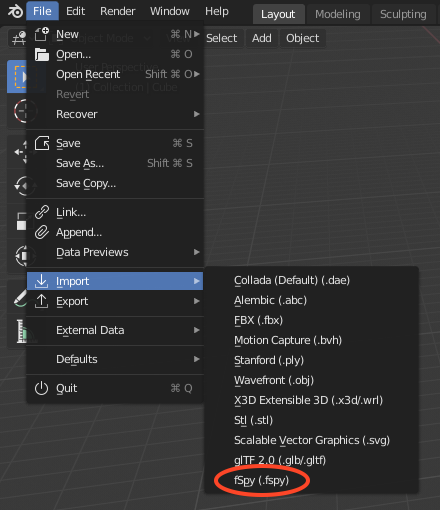 File Edit Render Window Help Layout Modeling Sculpting
Select Add Object
New ⌘ N
Open... ⌘ O
Open Recent Shift ⌘ O
Revert
Recover
Save ⌘ S
Save As... Shift ⌘ S
Save Copy...
Link...
Append...
Data Previews
Import
Export
External Data
Defaults
Quit ⌘ Q
Collada (Default) (.dae)
Alembic (.abc)
FBX (.fbx)
Motion Capture (.bvh)
Stanford (.ply)
Wavefront (.obj)
X3D Extensible 3D (.x3d/.wrl)
Stl (.stl)
Scalable Vector Graphics (.svg)
glTF 2.0 (.glb/.gltf)
fSpy (.fspy)